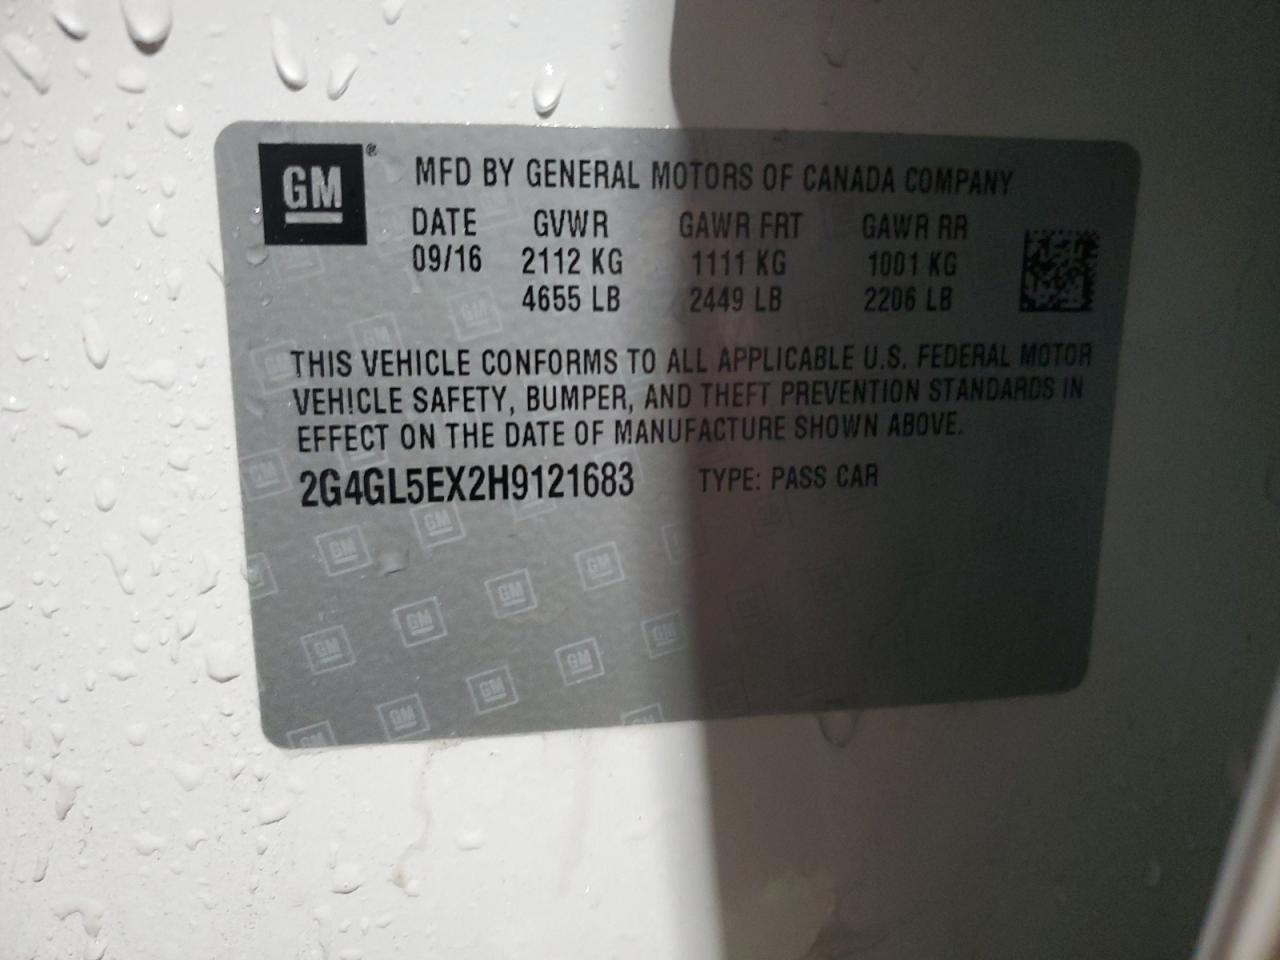 GM ® MFD BY GENERAL MOTORS OF CANADA COMPANY
DATE GVWR GAWR FRT GAWR RR
09/16 2112 KG 1111 KG 1001 KG
4655 LB 2449 LB 2206 LB
THIS VEHICLE CONFORMS TO ALL APPLICABLE U.S. FEDERAL MOTOR
VEHICLE SAFETY, BUMPER, AND THEFT PREVENTION STANDARDS IN
EFFECT ON THE DATE OF MANUFACTURE SHOWN ABOVE.
2G4GL5EX2H9121683 TYPE: PASS CAR